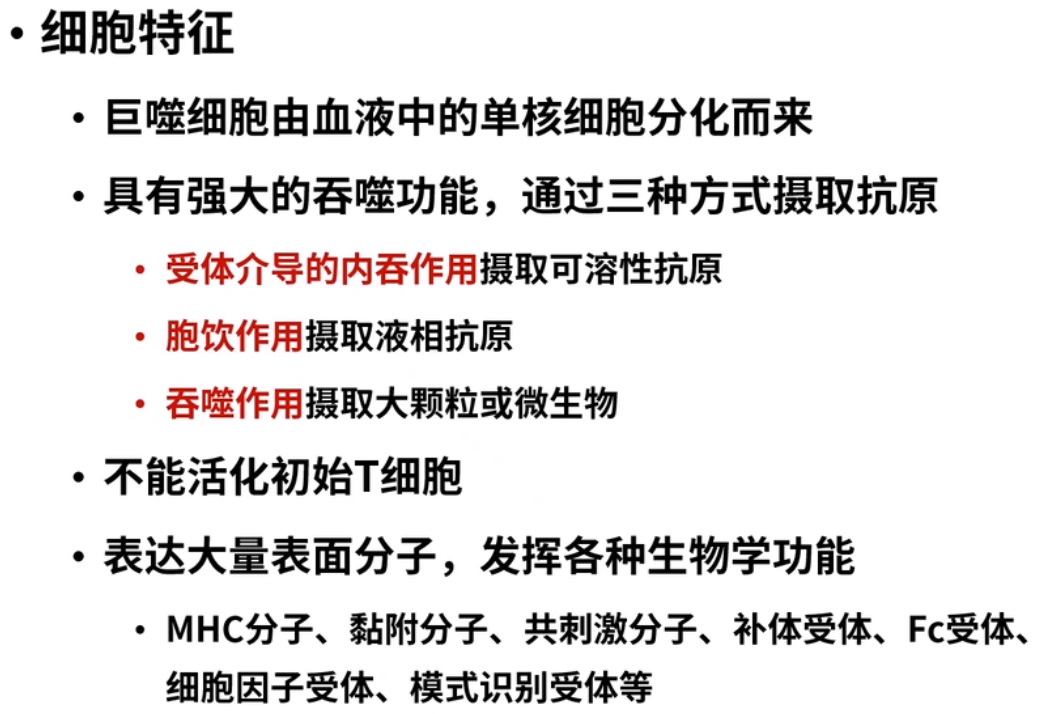 • 细胞特征
• 巨噬细胞由血液中的单核细胞分化而来
• 具有强大的吞噬功能，通过三种方式摄取抗原
• 受体介导的内吞作用摄取可溶性抗原
• 胞饮作用摄取液相抗原
• 吞噬作用摄取大颗粒或微生物
• 不能活化初始T细胞
• 表达大量表面分子，发挥各种生物学功能
• MHC分子、黏附分子、共刺激分子、补体受体、Fc受体、
细胞因子受体、模式识别受体等